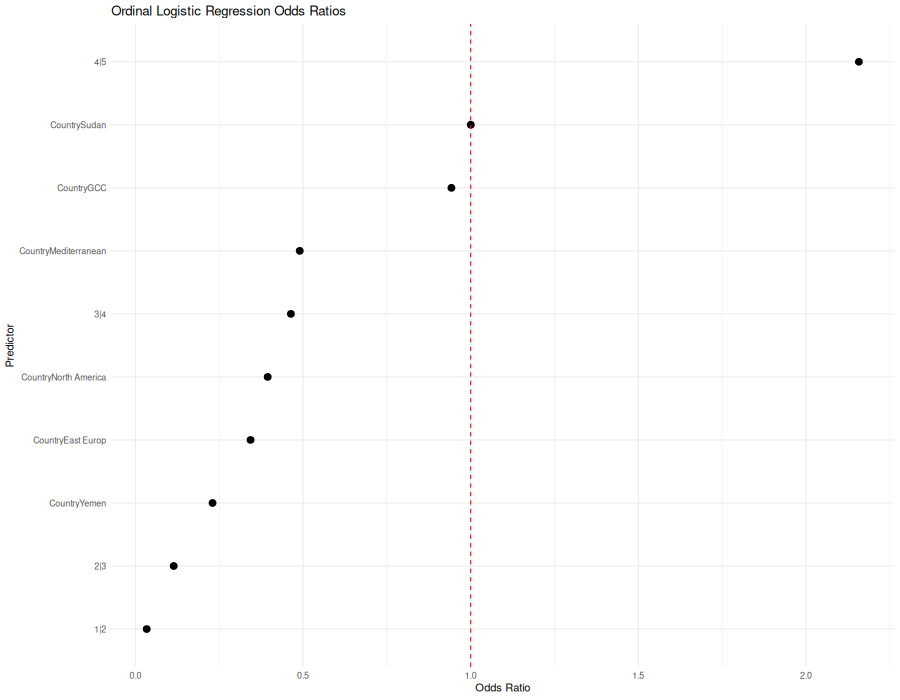 Ordinal Logistic Regression Odds Ratios
4|5
CountrySudan
CountryGCC
CountryMediterranean
3|4
CountryNorth America
CountryEast Europ
CountryYemen
2|3
1|2
Predictor
0.0 0.5 1.0 1.5 2.0
Odds Ratio